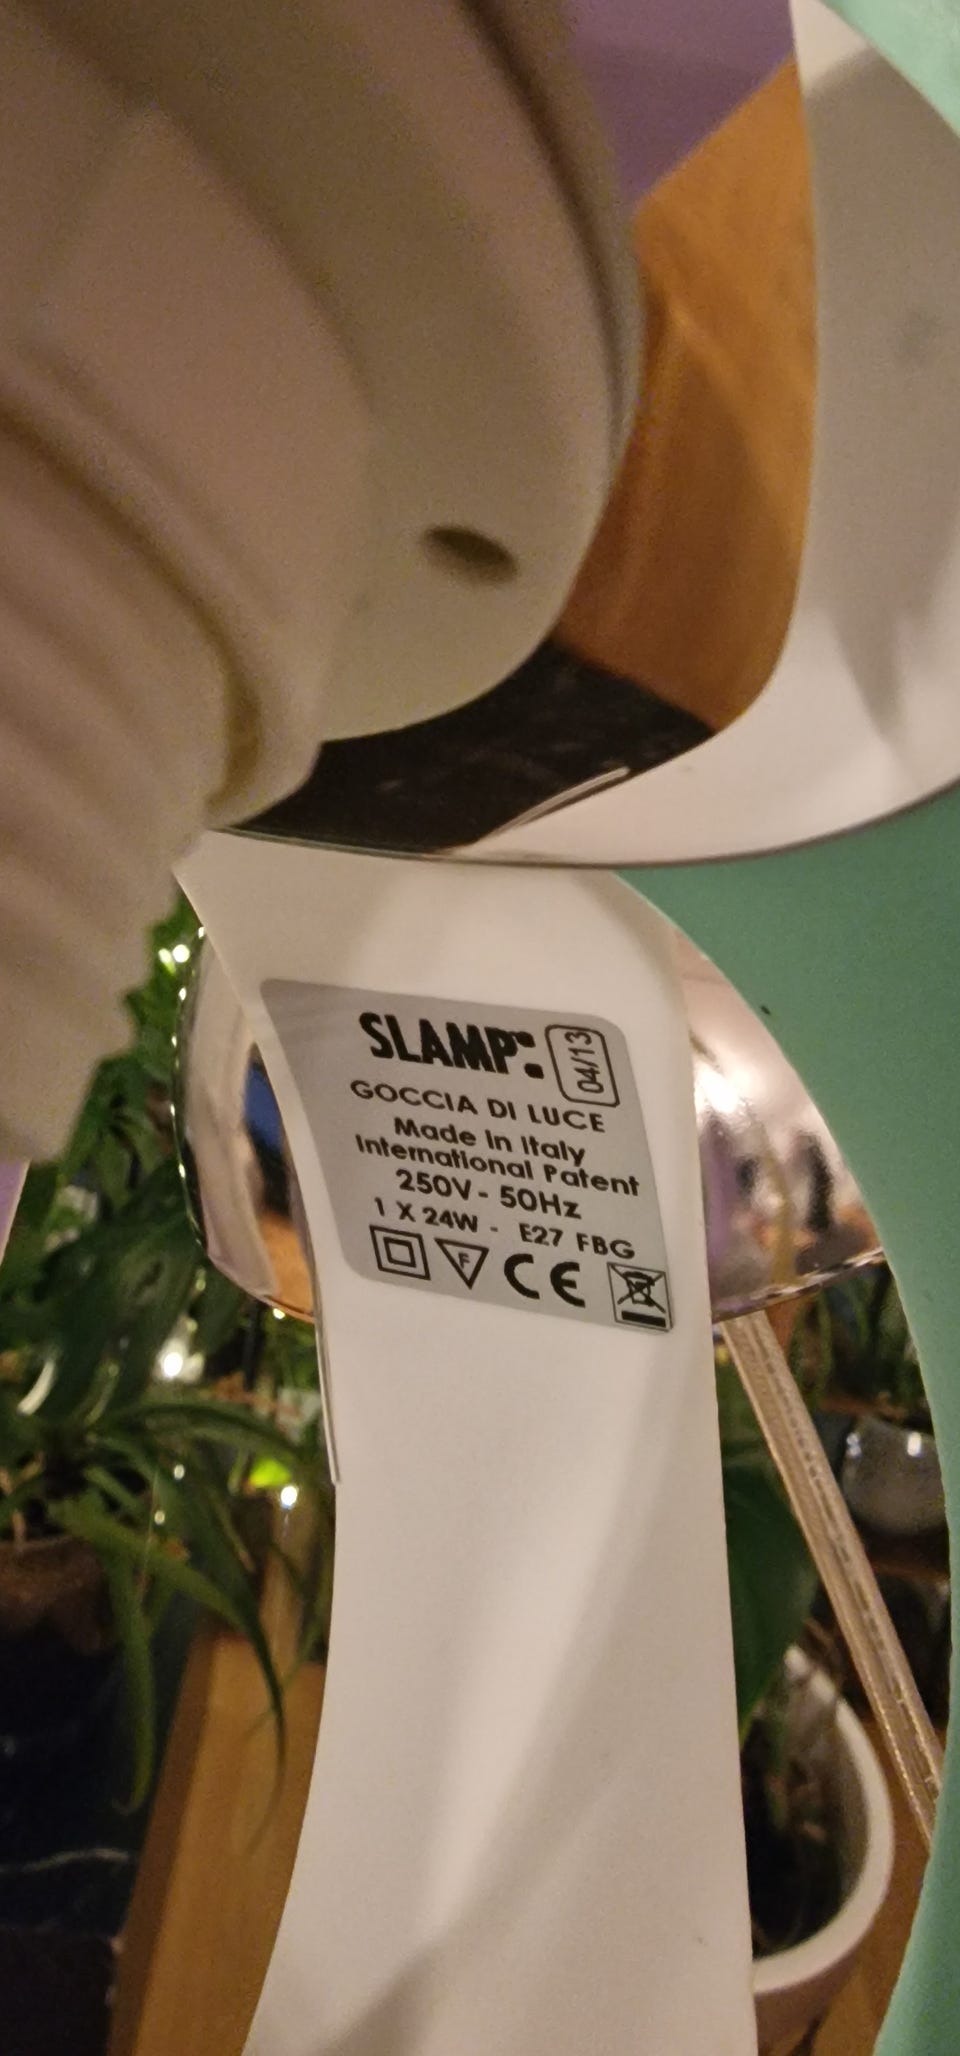 SLAMP: 04/13
GOCCIA DI LUCE
Made in Italy
International Patent
250V - 50Hz
1 X 24W - E27 FBG
F CE